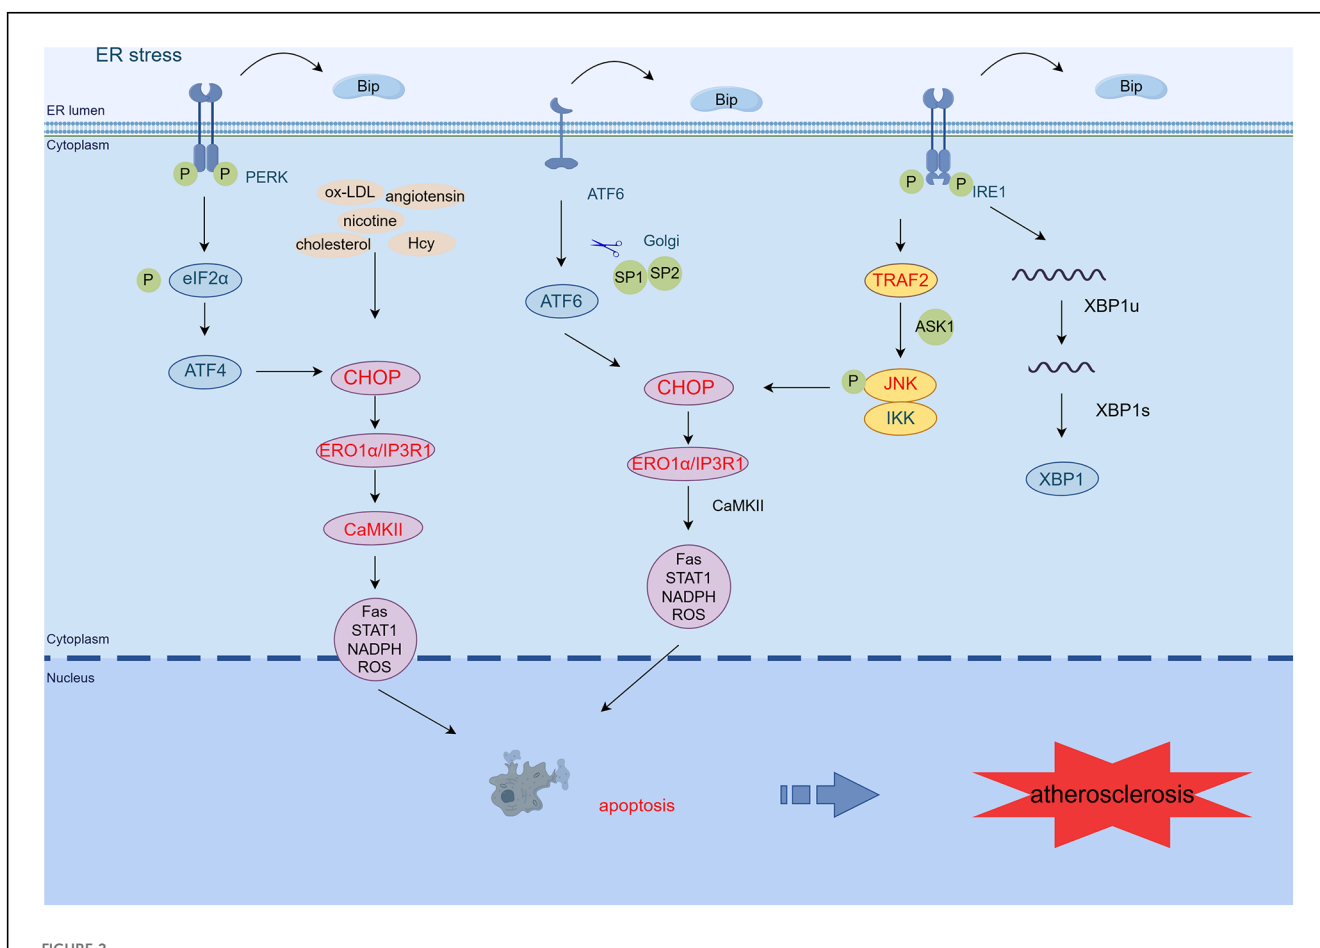 ER stress
Bip
Bip
Bip
ER lumen
Cytoplasm
P
P
PERK
eIF2α
P
ATF4
ox-LDL
angiotensin
nicotine
cholesterol
Hcy
CHOP
ERO1α/IP3R1
CaMKII
Fas
STAT1
NADPH
ROS
ATF6
Golgi
SP1
SP2
ATF6
CHOP
ERO1α/IP3R1
CaMKII
Fas
STAT1
NADPH
ROS
P
P
IRE1
TRAF2
ASK1
P
JNK
IKK
XBP1u
XBP1s
XBP1
Cytoplasm
Nucleus
apoptosis
atherosclerosis
FIGURE 2